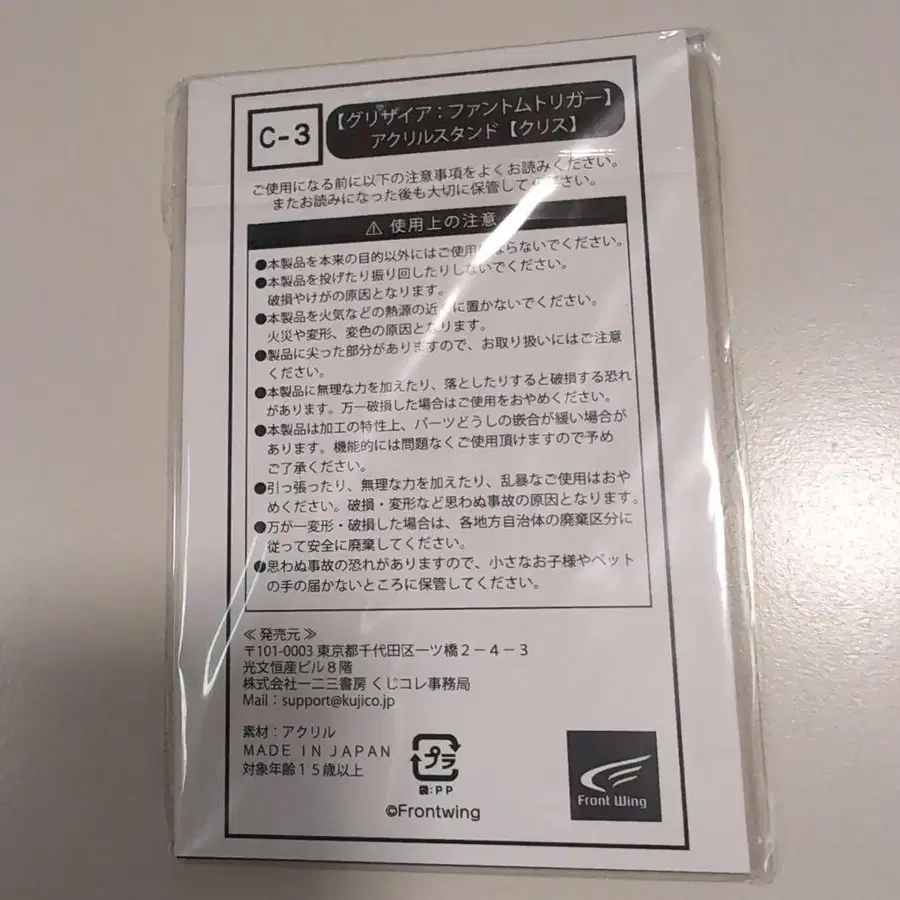 C-3
【グリザイア：ファントムトリガー】
アクリルスタンド【クリス】
ご使用になる前に以下の注意事項をよくお読みください。
またお読みになった後も大切に保管してください。
⚠ 使用上の注意
●本製品を本来の目的以外にはご使用にならないでください。
●本製品を投げたり振り回したりしないでください。
破損やけがの原因となります。
●本製品を火気などの熱源の近くに置かないでください。
火災や変形、変色の原因となります。
●製品に尖った部分がありますので、お取り扱いにはご注意
ください。
●本製品に無理な力を加えたり、落としたりすると破損する恐れ
があります。万一破損した場合はご使用をおやめください。
●本製品は加工の特性上、パーツどうしの嵌合が緩い場合が
あります。機能的には問題なくご使用頂けますので予め
ご了承ください。
●引っ張ったり、無理な力を加えたり、乱暴なご使用はおや
めください。破損・変形など思わぬ事故の原因となります。
●万が一変形・破損した場合は、各地方自治体の廃棄区分に
従って安全に廃棄してください。
●思わぬ事故の恐れがありますので、小さなお子様やペット
の手の届かないところに保管してください。
≪発売元≫
〒101-0003 東京都千代田区一ツ橋２－４－３
光文恒産ビル８階
株式会社一二三書房 くじコレ事務局
Mail：support@kujico.jp
素材：アクリル
MADE IN JAPAN
対象年齢１５歳以上
プラ
袋：PP
©Frontwing
Front Wing